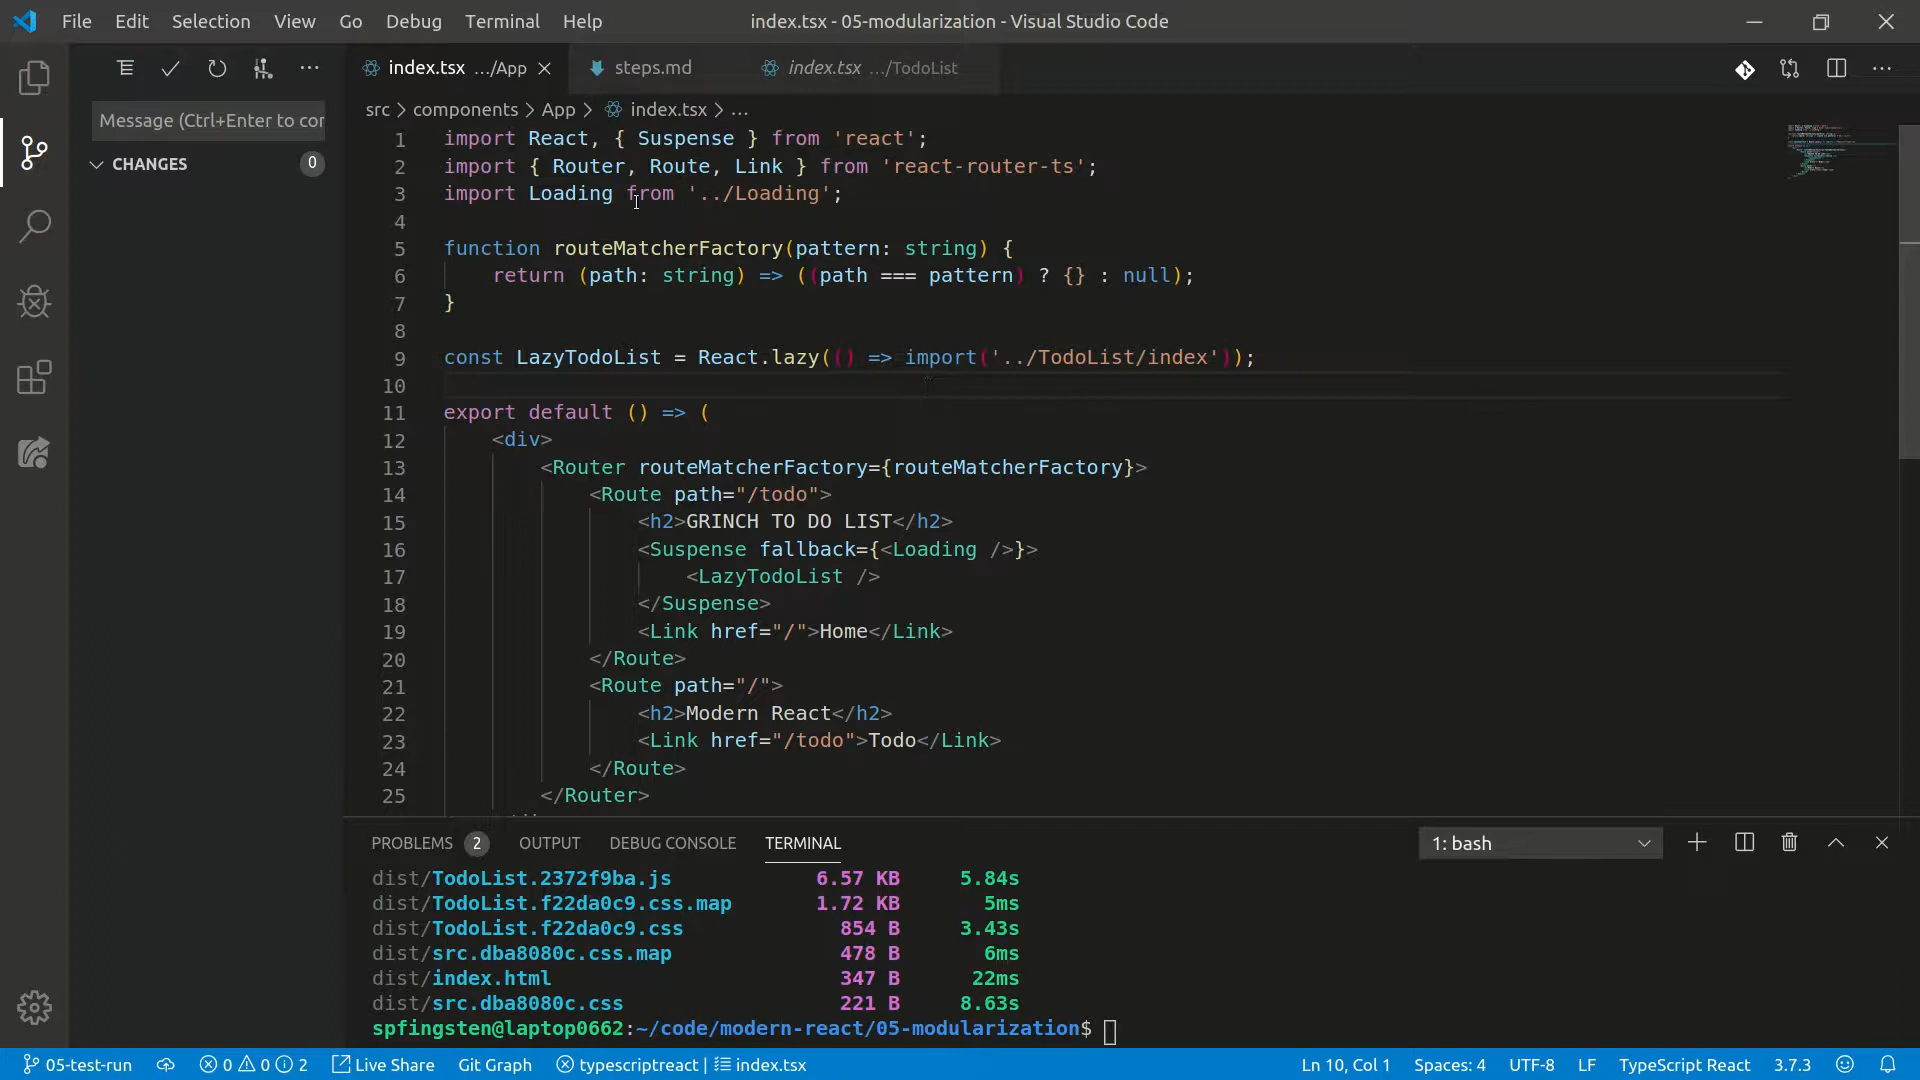 File Edit Selection View Go Debug Terminal Help
index.tsx - 05-modularization - Visual Studio Code
index.tsx …/App
steps.md
index.tsx …/TodoList
Message (Ctrl+Enter to cor
CHANGES 0
src > components > App > index.tsx > …
1 import React, { Suspense } from 'react';
2 import { Router, Route, Link } from 'react-router-ts';
3 import Loading from '../Loading';
4
5 function routeMatcherFactory(pattern: string) {
6 return (path: string) => ((path === pattern) ? {} : null);
7 }
8
9 const LazyTodoList = React.lazy(() => import('../TodoList/index'));
10
11 export default () => (
12 <div>
13 <Router routeMatcherFactory={routeMatcherFactory}>
14 <Route path="/todo">
15 <h2>GRINCH TO DO LIST</h2>
16 <Suspense fallback={<Loading />}>
17 <LazyTodoList />
18 </Suspense>
19 <Link href="/">Home</Link>
20 </Route>
21 <Route path="/">
22 <h2>Modern React</h2>
23 <Link href="/todo">Todo</Link>
24 </Route>
25 </Router>
PROBLEMS 2 OUTPUT DEBUG CONSOLE TERMINAL
1: bash
dist/TodoList.2372f9ba.js 6.57 KB 5.84s
dist/TodoList.f22da0c9.css.map 1.72 KB 5ms
dist/TodoList.f22da0c9.css 854 B 3.43s
dist/src.dba8080c.css.map 478 B 6ms
dist/index.html 347 B 22ms
dist/src.dba8080c.css 221 B 8.63s
spfingsten@laptop0662:~/code/modern-react/05-modularization$
05-test-run 0 0 2 Live Share Git Graph typescriptreact | index.tsx
Ln 10, Col 1 Spaces: 4 UTF-8 LF TypeScript React 3.7.3